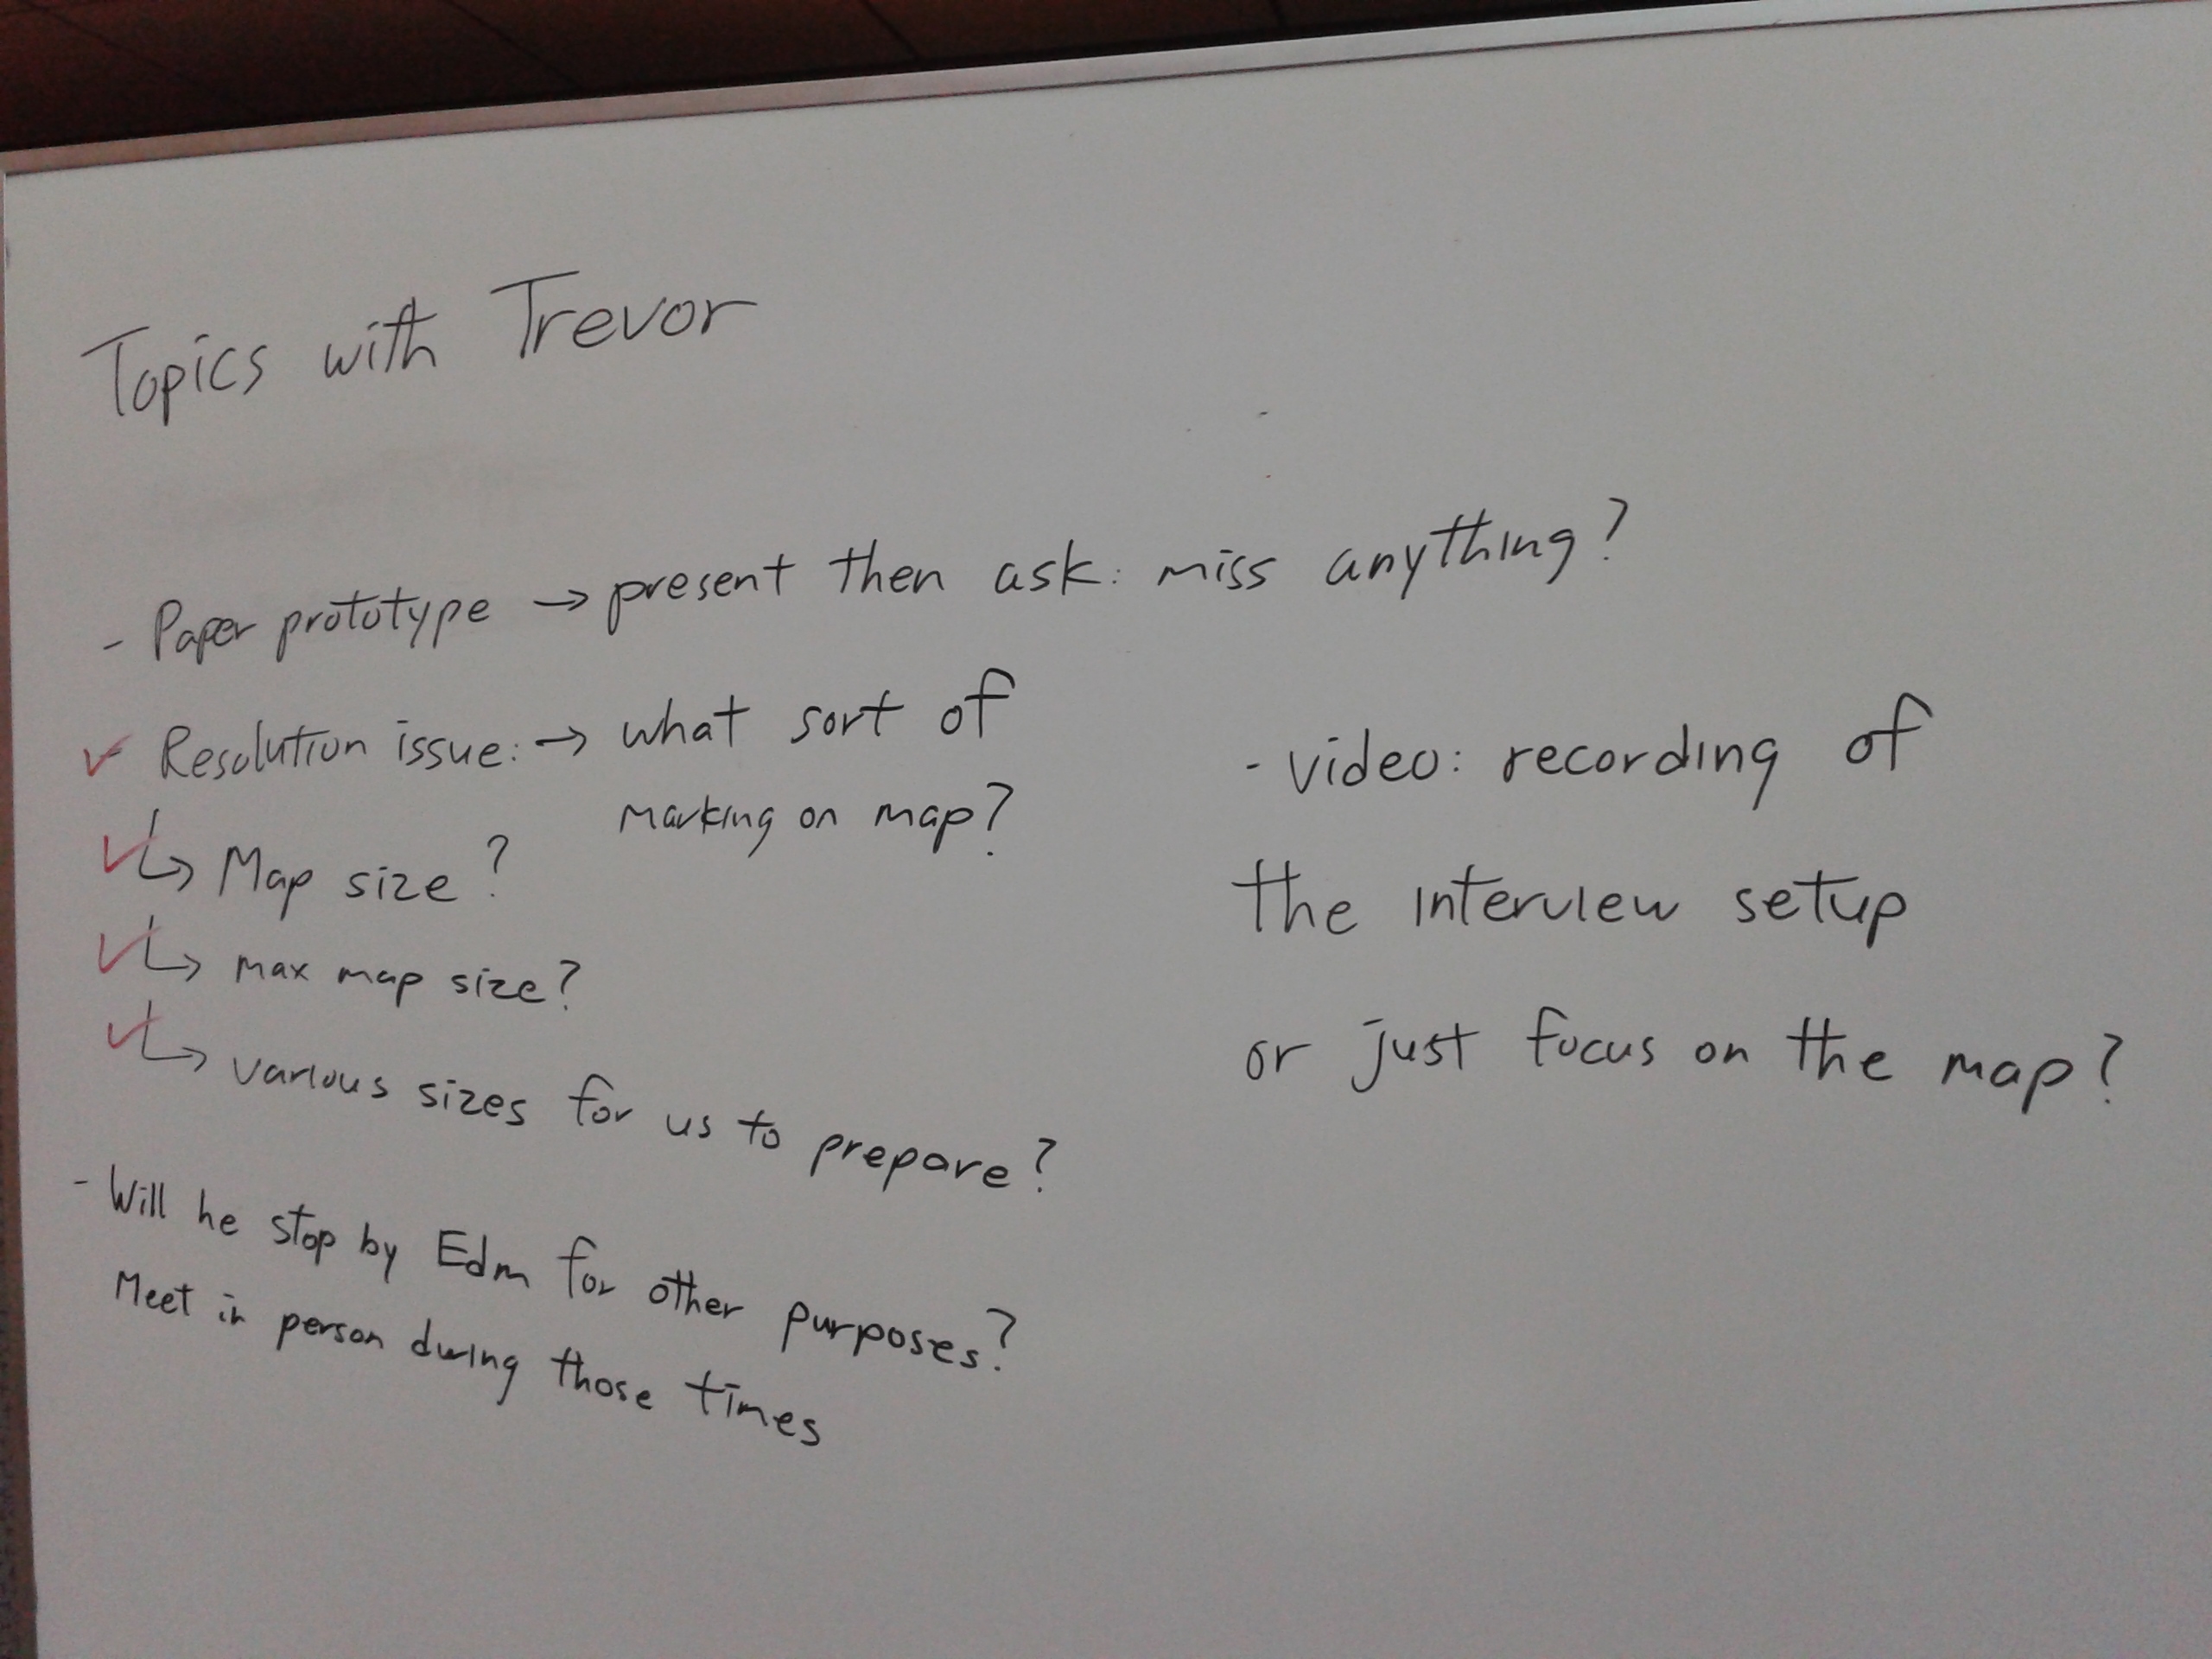 Topics with Trevor
- Paper prototype → present then ask: miss anything?
✓ Resolution issue: → what sort of
marking on map?
✓ ↳ Map size?
✓ ↳ max map size?
✓ ↳ various sizes for us to prepare?
- Will he stop by Edm for other purposes?
Meet in person during those times
- video: recording of
the interview setup
or just focus on the map?